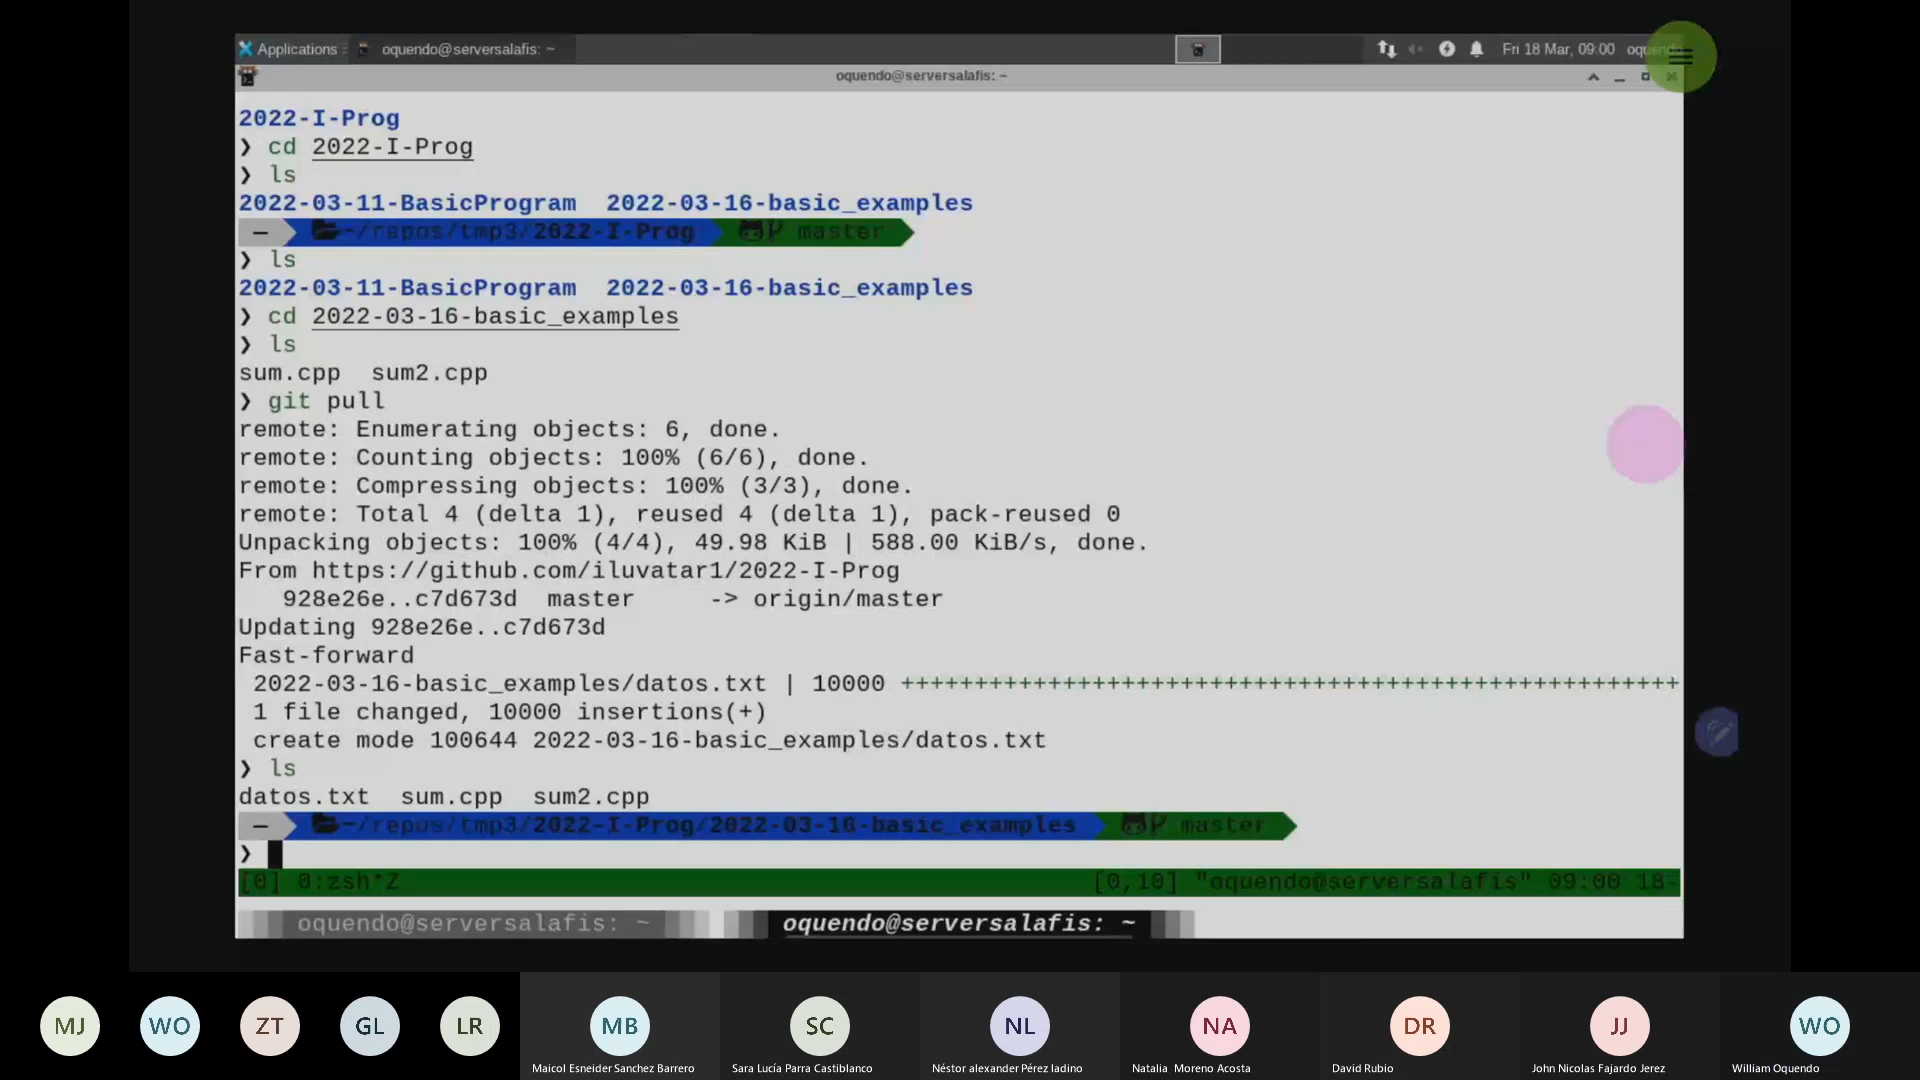 Applications
oquendo@serversalafis: ~
Fri 18 Mar, 09:00
oquendo@serversalafis: ~
2022-I-Prog
❯ cd 2022-I-Prog
❯ ls
2022-03-11-BasicProgram  2022-03-16-basic_examples
~/repos/tmp3/2022-I-Prog master
❯ ls
2022-03-11-BasicProgram  2022-03-16-basic_examples
❯ cd 2022-03-16-basic_examples
❯ ls
sum.cpp  sum2.cpp
❯ git pull
remote: Enumerating objects: 6, done.
remote: Counting objects: 100% (6/6), done.
remote: Compressing objects: 100% (3/3), done.
remote: Total 4 (delta 1), reused 4 (delta 1), pack-reused 0
Unpacking objects: 100% (4/4), 49.98 KiB | 588.00 KiB/s, done.
From https://github.com/iluvatar1/2022-I-Prog
   928e26e..c7d673d  master     -> origin/master
Updating 928e26e..c7d673d
Fast-forward
 2022-03-16-basic_examples/datos.txt | 10000 +++++++++++++++++++++++++++++++++++++++++++++++++++++
 1 file changed, 10000 insertions(+)
 create mode 100644 2022-03-16-basic_examples/datos.txt
❯ ls
datos.txt  sum.cpp  sum2.cpp
~/repos/tmp3/2022-I-Prog/2022-03-16-basic_examples master
❯
[0] 0:zsh*Z [0,10] "oquendo@serversalafis" 09:00 18-
oquendo@serversalafis: ~ oquendo@serversalafis: ~
MJ WO ZT GL LR MB SC NL NA DR JJ WO
Maicol Esneider Sanchez Barrero Sara Lucía Parra Castiblanco Néstor alexander Pérez ladino Natalia Moreno Acosta David Rubio John Nicolas Fajardo Jerez William Oquendo